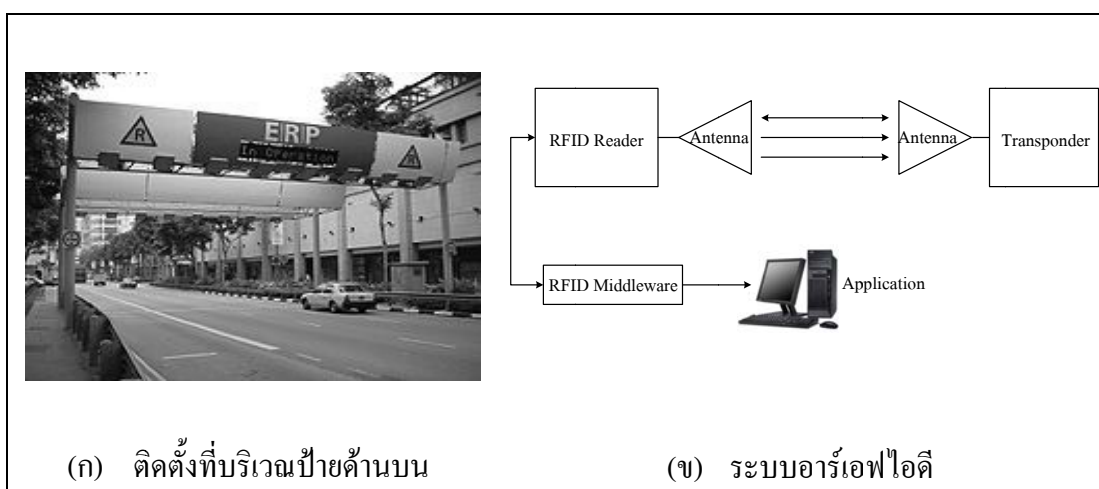 R
ERP
In Operation
R
RFID Reader
Antenna
Antenna
Transponder
RFID Middleware
Application
(ก) ติดตั้งที่บริเวณป้ายด้านบน
(ข) ระบบอาร์เอฟไอดี